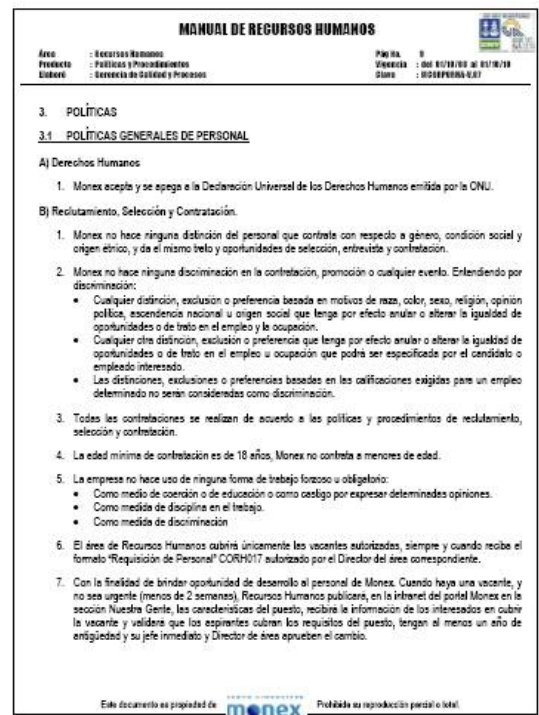 MANUAL DE RECURSOS HUMANOS
Área : Recursos Humanos
Producto : Políticas y Procedimientos
Elaboró : Gerencia de Calidad y Procesos
Pág No. 9
Vigencia : del 01/10/08 al 01/10/10
Clave
3. POLÍTICAS
3.1 POLÍTICAS GENERALES DE PERSONAL
A) Derechos Humanos
1. Monex acepta y se apega a la Declaración Universal de los Derechos Humanos emitida por la ONU.
B) Reclutamiento, Selección y Contratación.
1. Monex no hace ninguna distinción del personal que contrata con respecto a género, condición social y
origen étnico, y da el mismo trato y oportunidades de selección, entrevista y contratación.
2. Monex no hace ninguna discriminación en la contratación, promoción o cualquier evento. Entendiendo por
discriminación:
• Cualquier distinción, exclusión o preferencia basada en motivos de raza, color, sexo, religión, opinión
política, ascendencia nacional u origen social que tenga por efecto anular o alterar la igualdad de
oportunidades o de trato en el empleo y la ocupación.
• Cualquier otra distinción, exclusión o preferencia que tenga por efecto anular o alterar la igualdad de
oportunidades o de trato en el empleo u ocupación que podrá ser especificada por el candidato o
empleado interesado.
• Las distinciones, exclusiones o preferencias basadas en las calificaciones exigidas para un empleo
determinado no serán consideradas como discriminación.
3. Todas las contrataciones se realizan de acuerdo a las políticas y procedimientos de reclutamiento,
selección y contratación.
4. La edad mínima de contratación es de 18 años, Monex no contrata a menores de edad.
5. La empresa no hace uso de ninguna forma de trabajo forzoso u obligatorio:
• Como medio de coerción o de educación o como castigo por expresar determinadas opiniones.
• Como medida de disciplina en el trabajo.
• Como medida de discriminación
6. El área de Recursos Humanos cubrirá únicamente las vacantes autorizadas, siempre y cuando reciba el
formato "Requisición de Personal" CORH017 autorizado por el Director del área correspondiente.
7. Con la finalidad de brindar oportunidad de desarrollo al personal de Monex. Cuando haya una vacante, y
no sea urgente (menos de 2 semanas), Recursos Humanos publicará, en la intranet del portal Monex en la
sección Nuestra Gente, las características del puesto, recibirá la información de los interesados en cubrir
la vacante y validará que los aspirantes cubran los requisitos del puesto, tengan al menos un año de
antigüedad y su jefe inmediato y Director de área aprueben el cambio.
Este documento es propiedad de monex Prohibida su reproducción parcial o total.